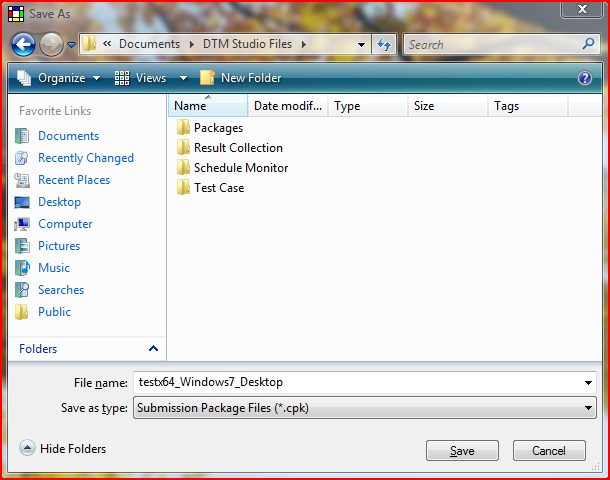 Save As
Documents DTM Studio Files Search
Organize Views New Folder
Favorite Links
Documents
Recently Changed
Recent Places
Desktop
Computer
Pictures
Music
Searches
Public
Folders
Name Date modif... Type Size Tags
Packages
Result Collection
Schedule Monitor
Test Case
File name: testx64_Windows7_Desktop
Save as type: Submission Package Files (*.cpk)
Hide Folders Save Cancel